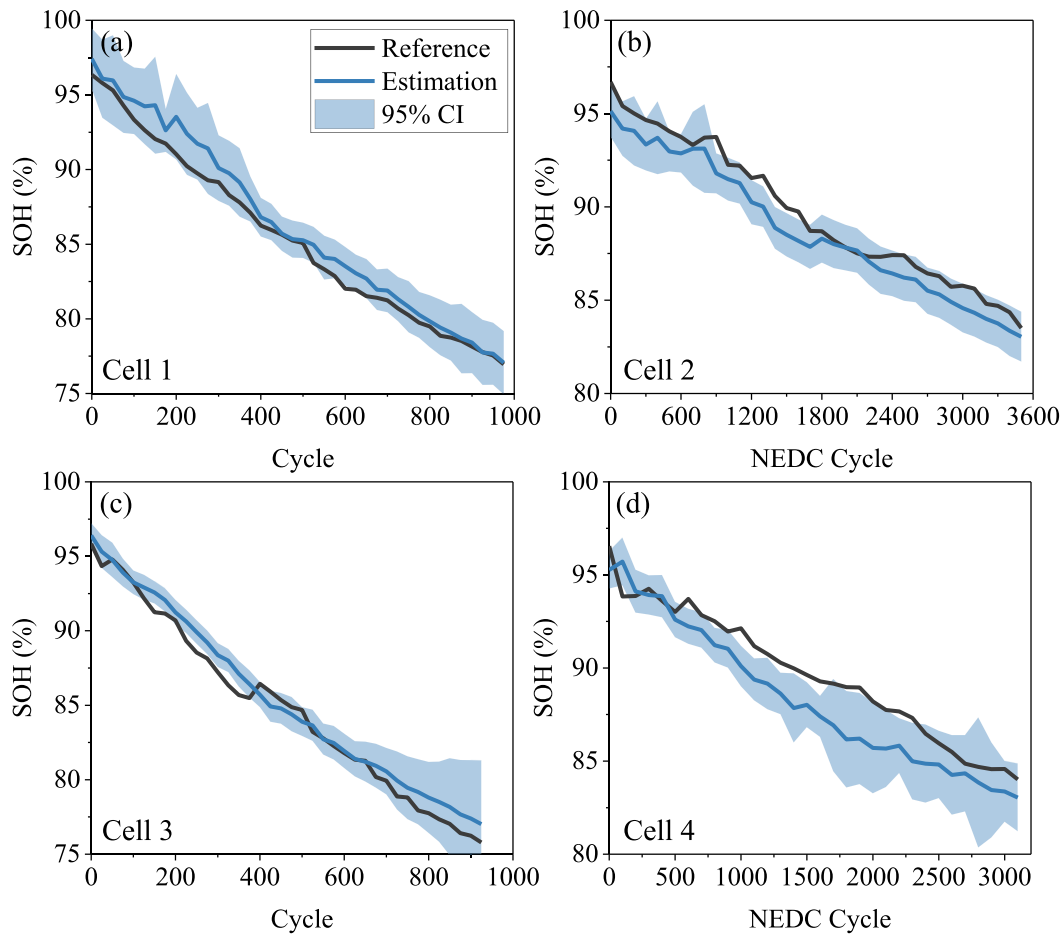 (a)
Reference
Estimation
95% CI
Cell 1
SOH (%)
100
95
90
85
80
75
0
200
400
600
800
1000
Cycle
(b)
Cell 2
SOH (%)
100
95
90
85
80
0
600
1200
1800
2400
3000
3600
NEDC Cycle
(c)
Cell 3
SOH (%)
100
95
90
85
80
75
0
200
400
600
800
1000
Cycle
(d)
Cell 4
SOH (%)
100
95
90
85
80
0
500
1000
1500
2000
2500
3000
NEDC Cycle